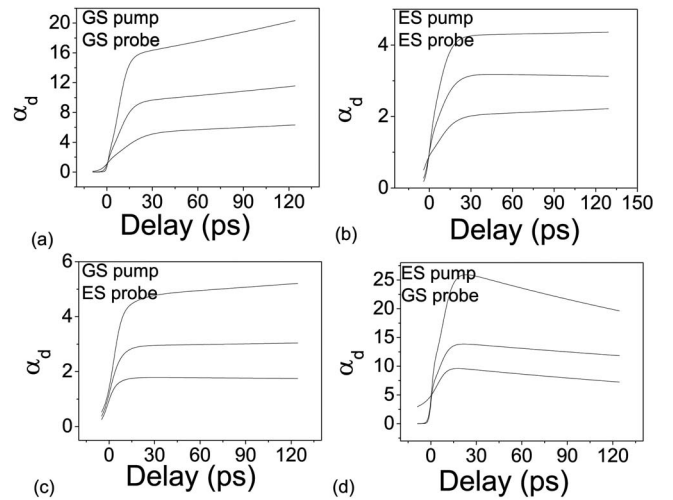 GS pump
GS probe
20
16
12
8
4
0
αd
0 30 60 90 120
Delay (ps)
(a)
ES pump
ES probe
4
2
0
αd
0 30 60 90 120 150
Delay (ps)
(b)
GS pump
ES probe
6
4
2
0
αd
0 30 60 90 120
Delay (ps)
(c)
ES pump
GS probe
25
20
15
10
5
0
αd
0 30 60 90 120
Delay (ps)
(d)